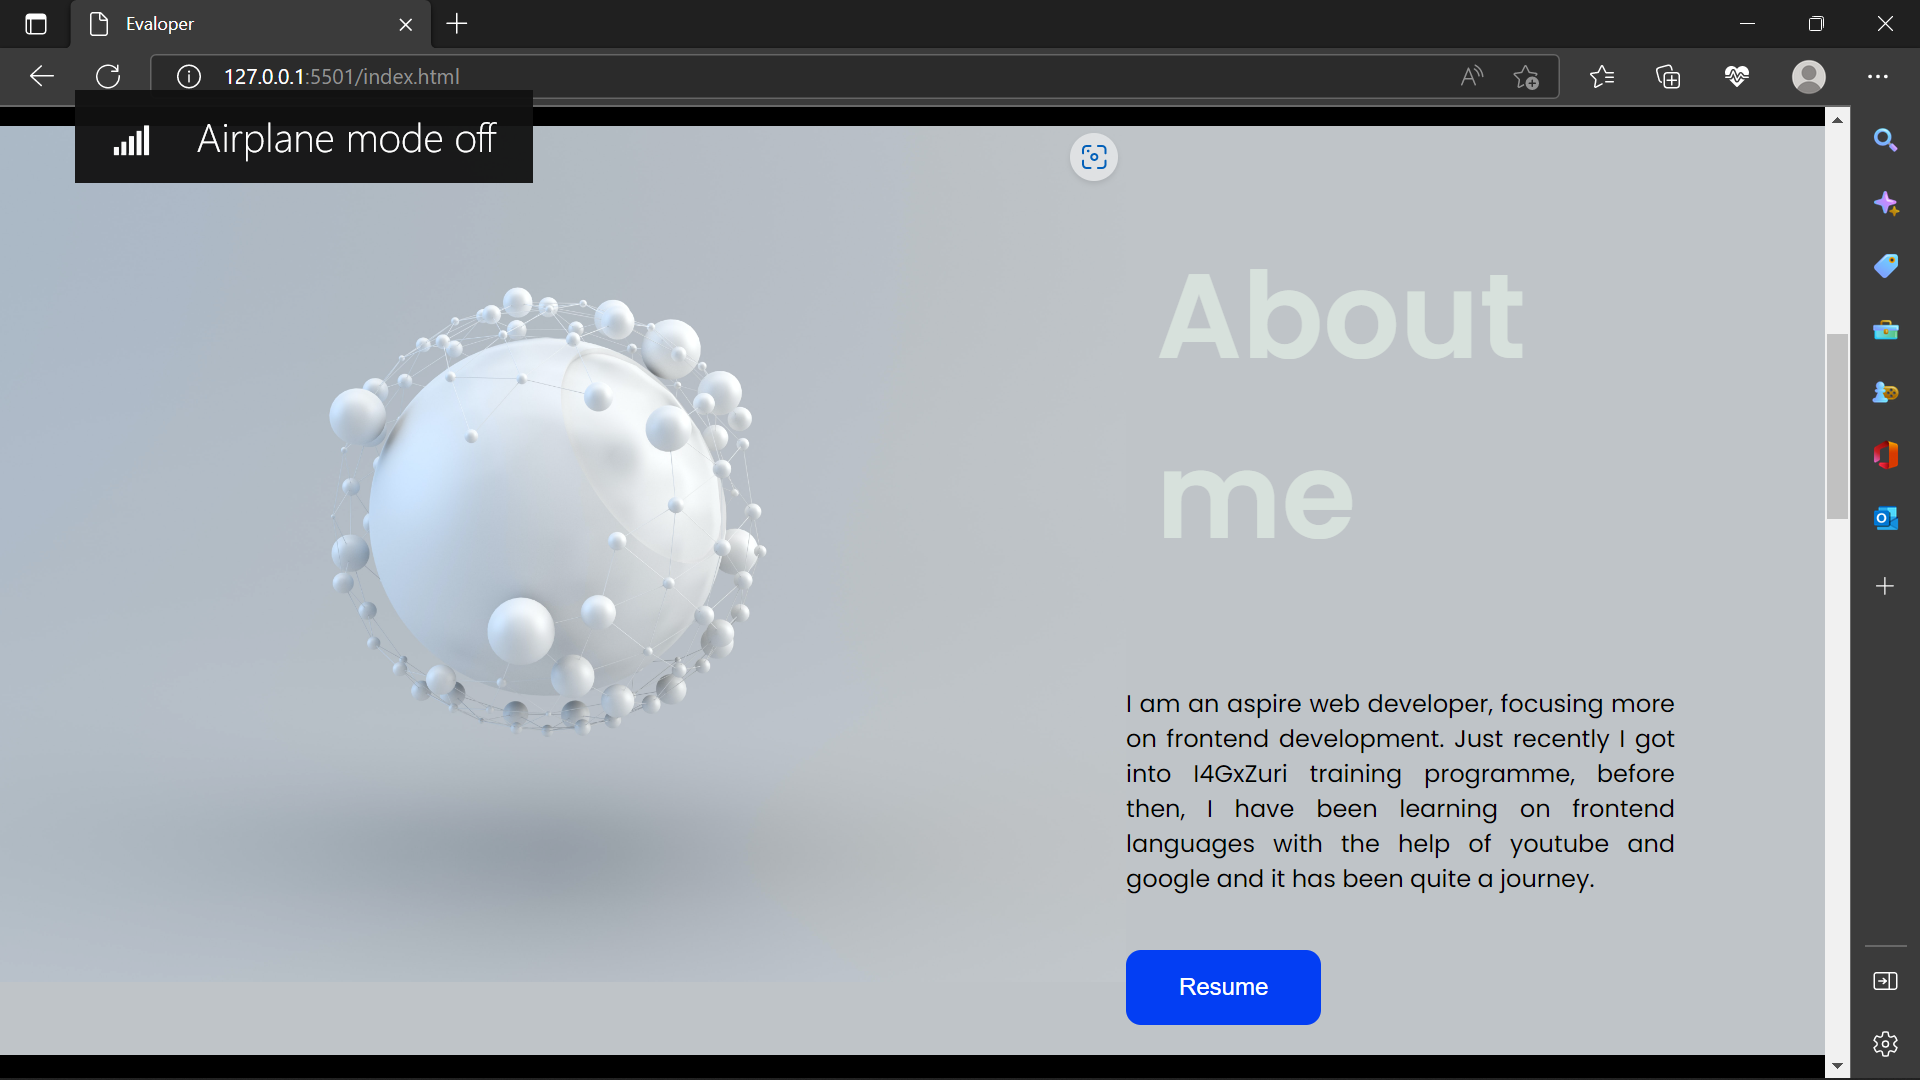 Evaloper
127.0.0.1:5501/index.html
Airplane mode off
About
me
I am an aspire web developer, focusing more
on frontend development. Just recently I got
into I4GxZuri training programme, before
then, I have been learning on frontend
languages with the help of youtube and
google and it has been quite a journey.
Resume